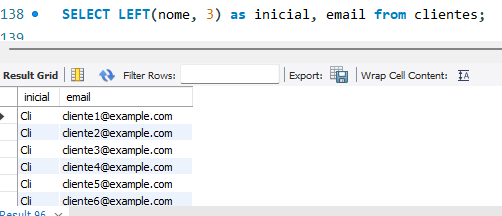 138 SELECT LEFT(nome, 3) as inicial, email from clientes;
139
Result Grid Filter Rows: Export: Wrap Cell Content:
inicial email
Cli cliente1@example.com
Cli cliente2@example.com
Cli cliente3@example.com
Cli cliente4@example.com
Cli cliente5@example.com
Cli cliente6@example.com
Result 96